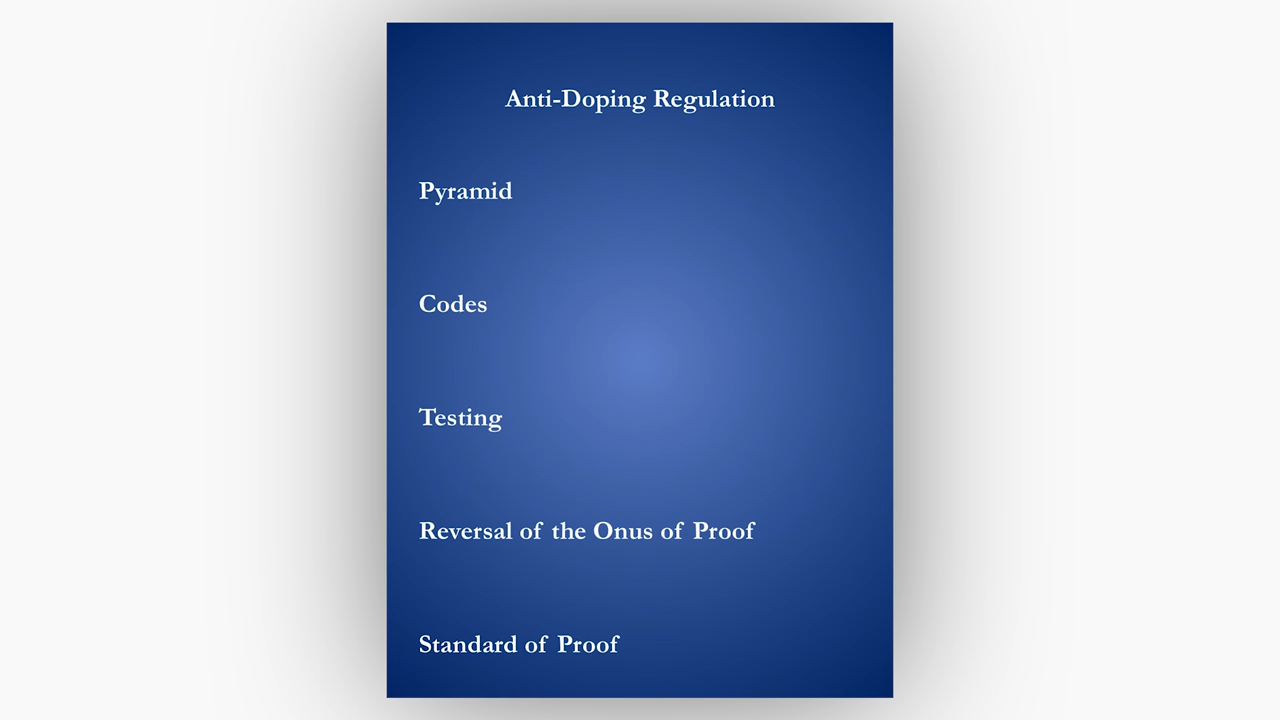 Anti-Doping Regulation
Pyramid
Codes
Testing
Reversal of the Onus of Proof
Standard of Proof